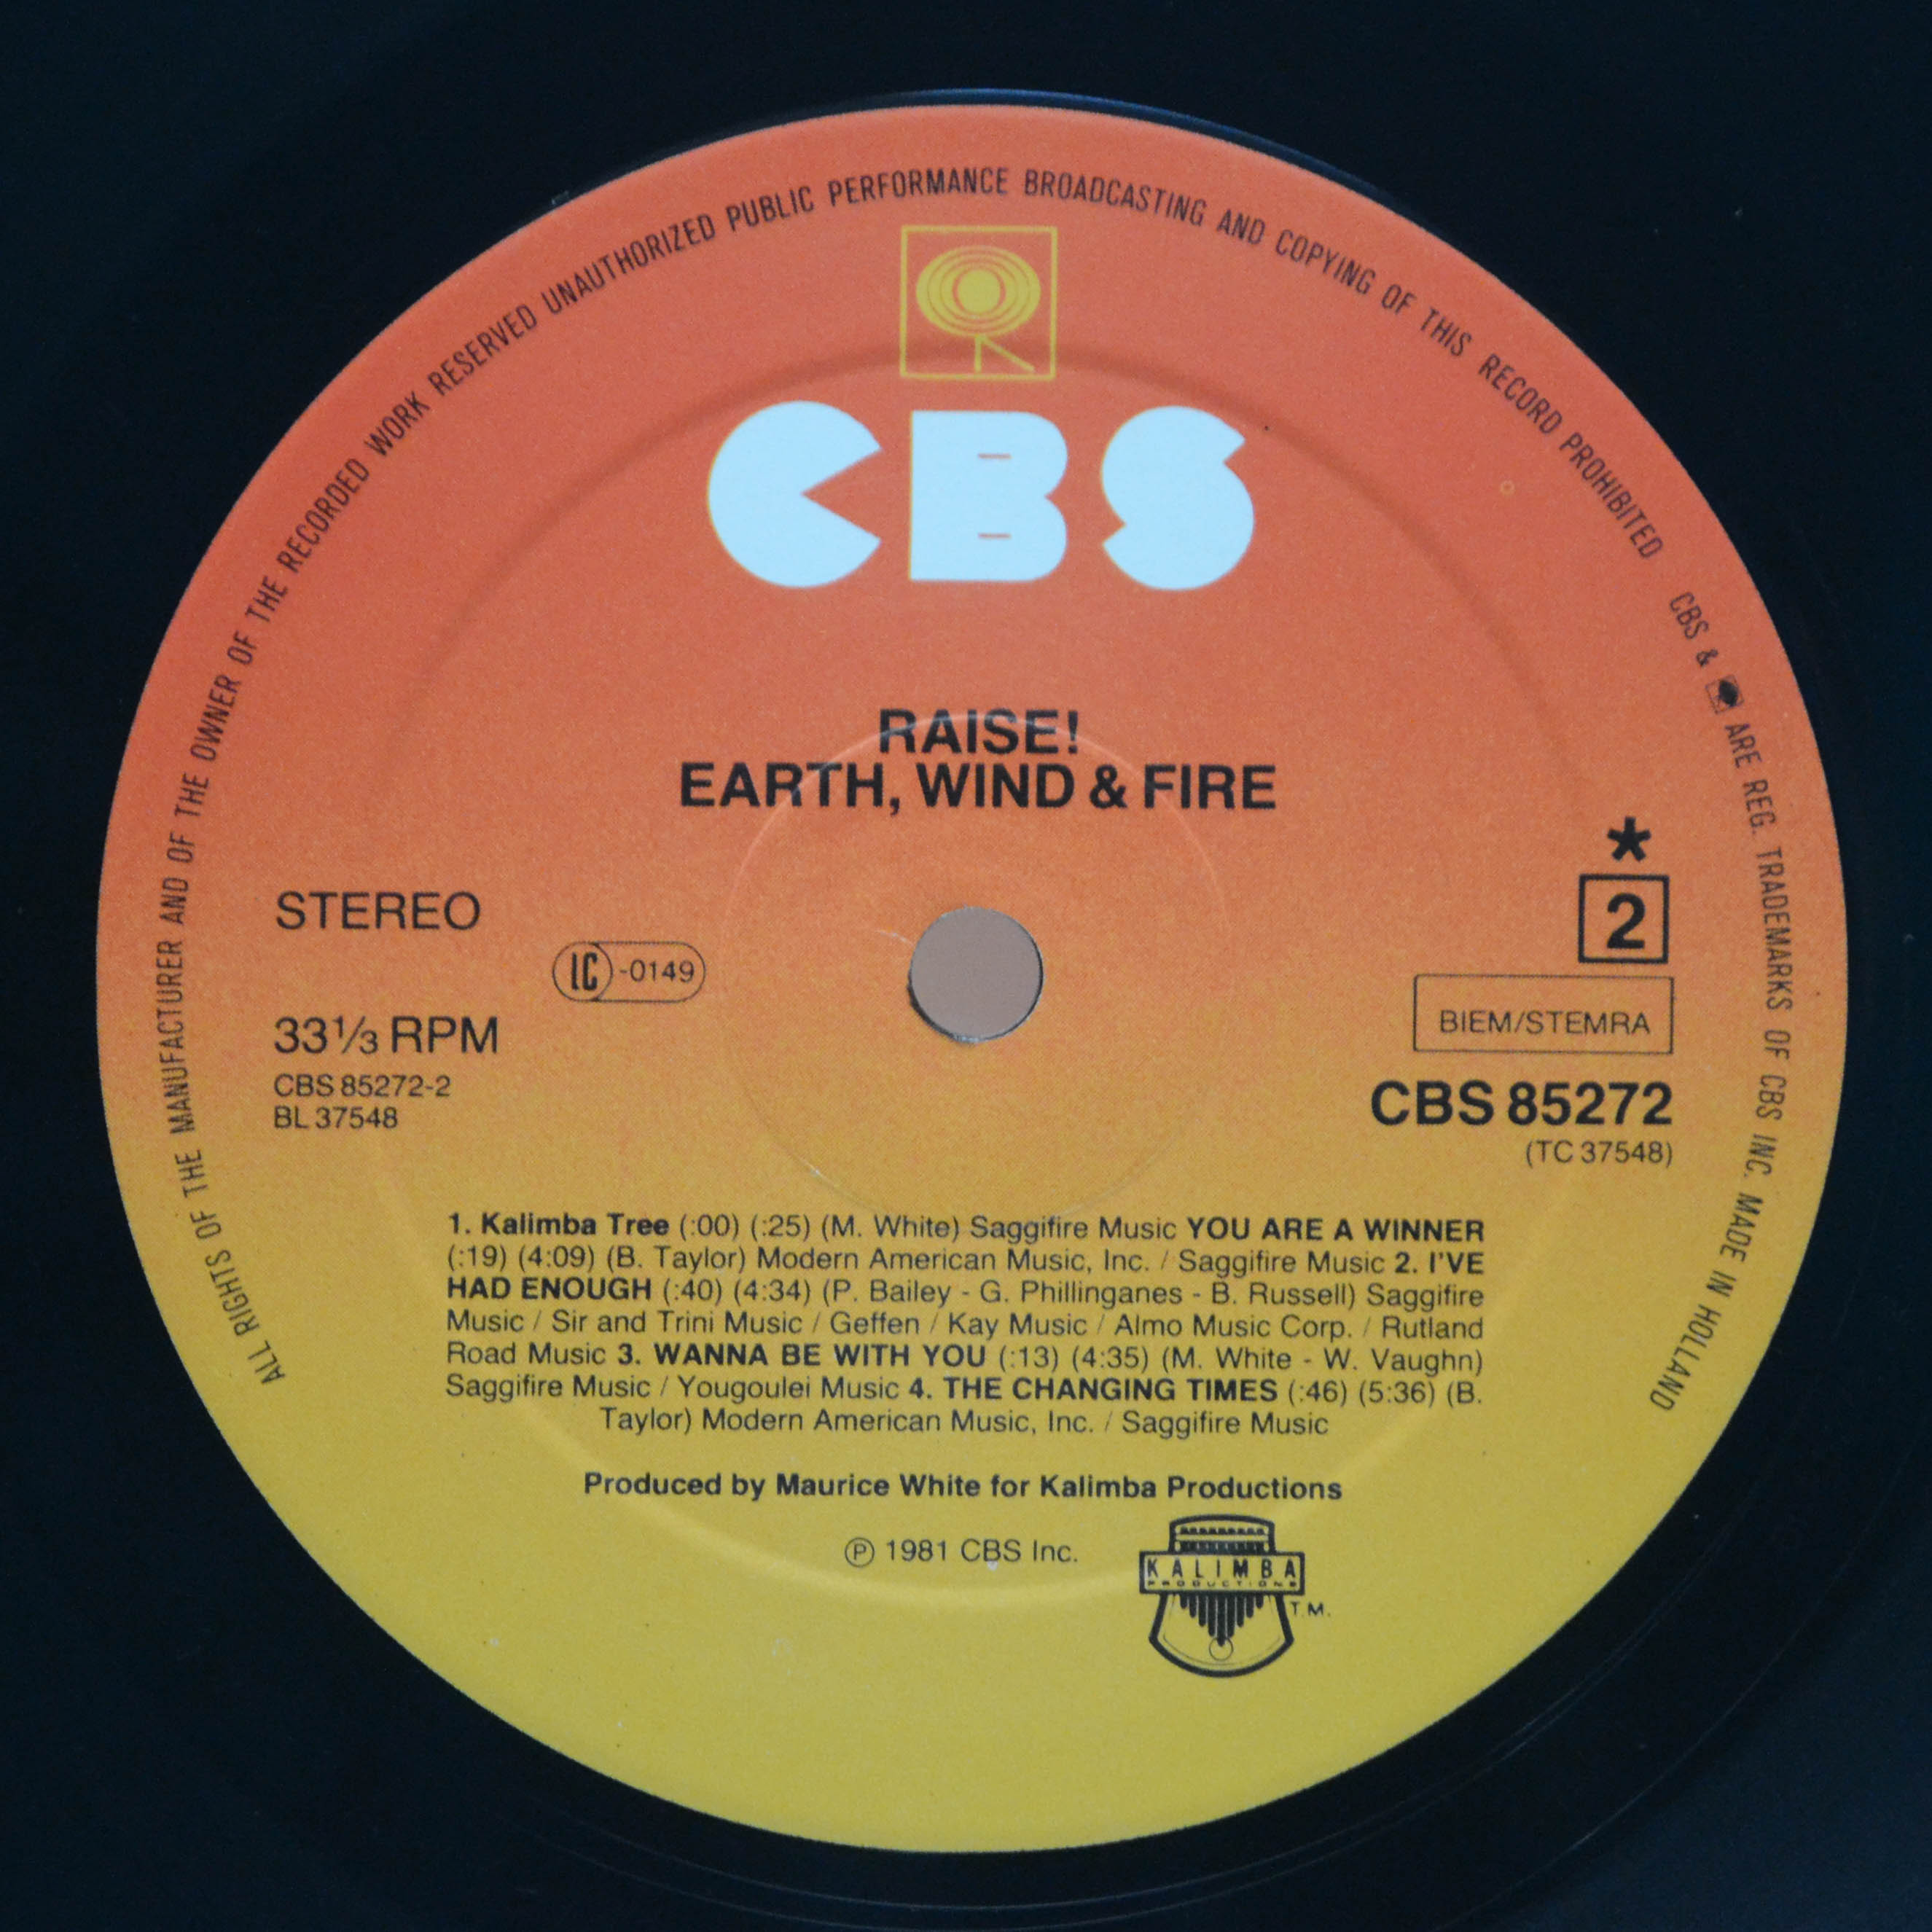 ALL RIGHTS OF THE MANUFACTURER AND OF THE OWNER OF THE RECORDED WORK RESERVED UNAUTHORIZED PUBLIC PERFORMANCE BROADCASTING AND COPYING OF THIS RECORD PROHIBITED CBS & ARE REG. TRADEMARKS OF CBS INC. MADE IN HOLLAND
CBS
RAISE!
EARTH, WIND & FIRE
*
STEREO
2
LC -0149
BIEM/STEMRA
33⅓ RPM
CBS 85272-2
BL 37548
CBS 85272
(TC 37548)
1. Kalimba Tree (:00) (:25) (M. White) Saggifire Music YOU ARE A WINNER
(:19) (4:09) (B. Taylor) Modern American Music, Inc. / Saggifire Music 2. I'VE
HAD ENOUGH (:40) (4:34) (P. Bailey - G. Phillinganes - B. Russell) Saggifire
Music / Sir and Trini Music / Geffen / Kay Music / Almo Music Corp. / Rutland
Road Music 3. WANNA BE WITH YOU (:13) (4:35) (M. White - W. Vaughn)
Saggifire Music / Yougoulei Music 4. THE CHANGING TIMES (:46) (5:36) (B.
Taylor) Modern American Music, Inc. / Saggifire Music
Produced by Maurice White for Kalimba Productions
℗ 1981 CBS Inc.
KALIMBA
PRODUCTIONS
T.M.